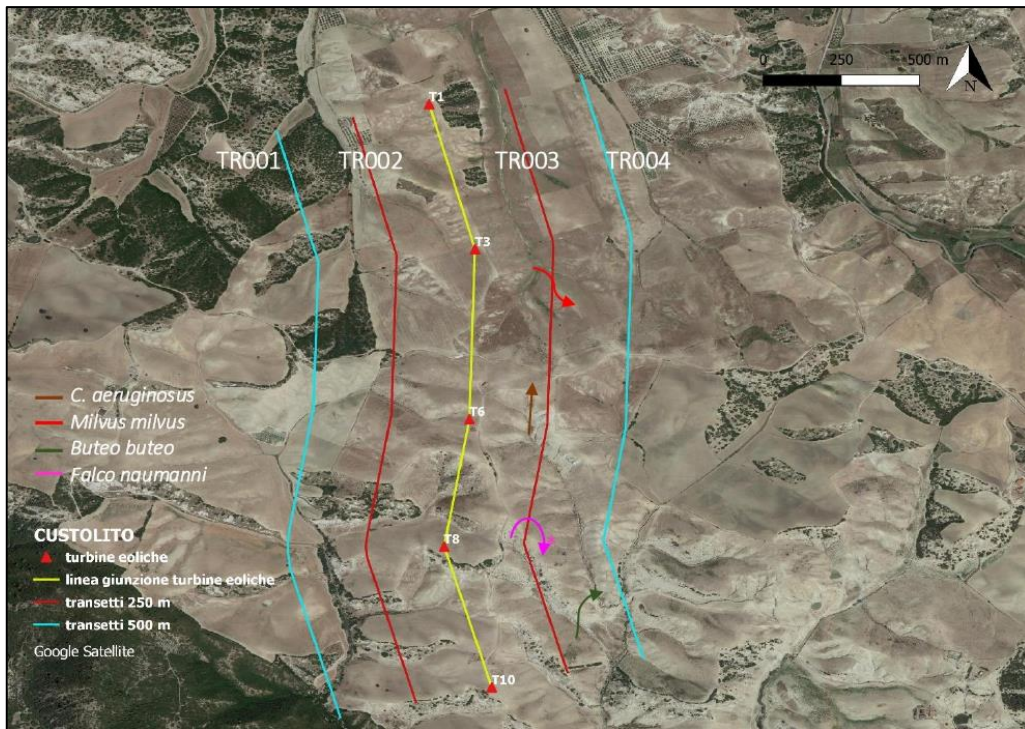 0 250 500 m
N
T1
TR001 TR002 TR003 TR004
T3
C. aeruginosus
Milvus milvus
Buteo buteo
Falco naumanni
T6
CUSTOLITO
turbine eoliche
linea giunzione turbine eoliche
transetti 250 m
transetti 500 m
Google Satellite
T8
T10